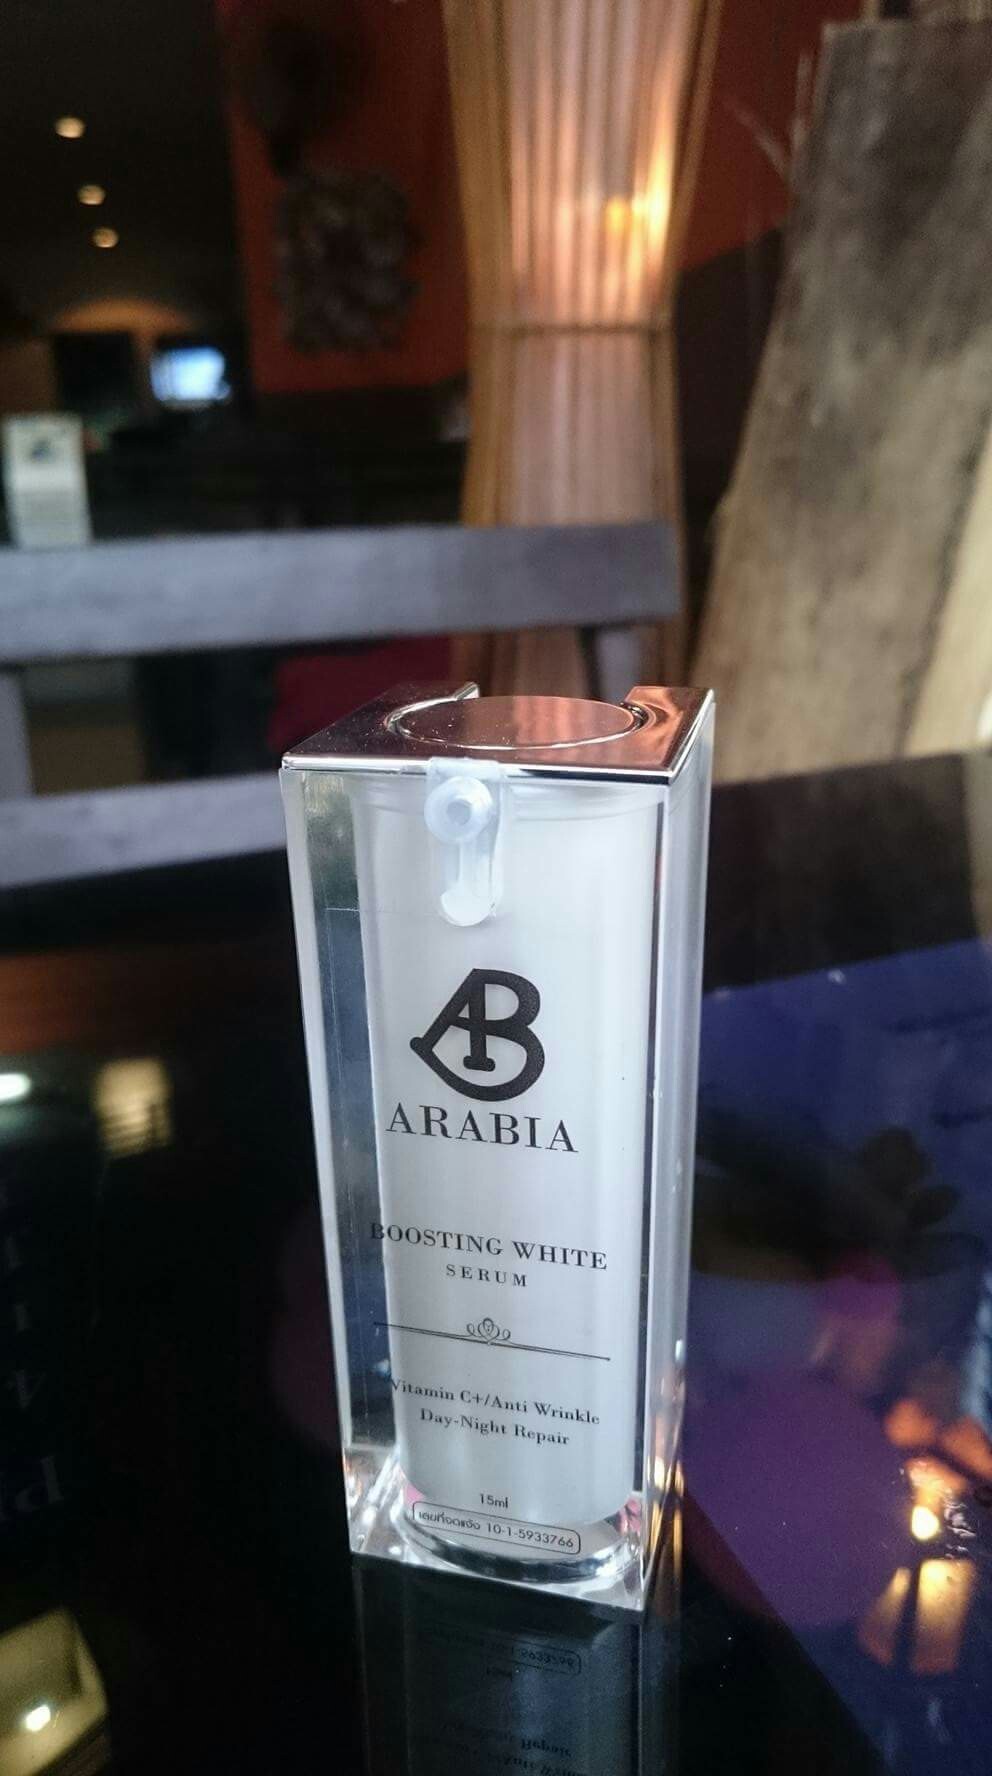 AB
ARABIA
BOOSTING WHITE
SERUM
Vitamin C+/Anti Wrinkle
Day-Night Repair
15ml
เลขที่จดแจ้ง 10-1-5933766